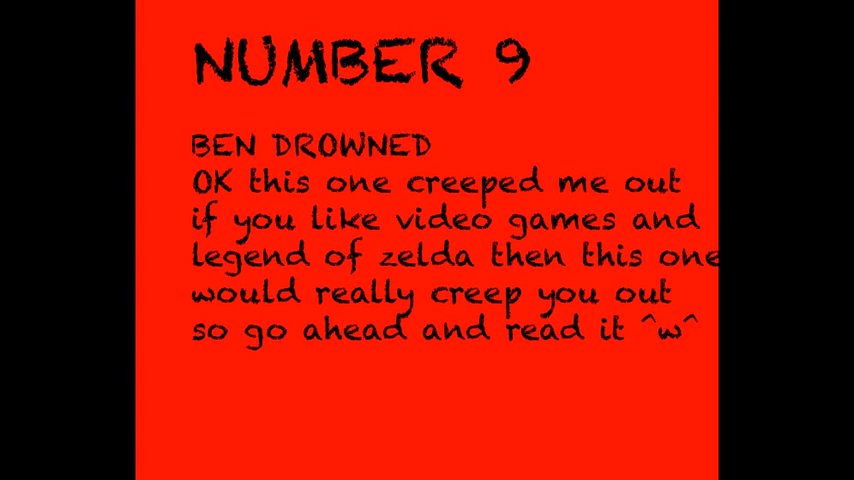 NUMBER 9
BEN DROWNED
OK this one creeped me out
if you like video games and
legend of zelda then this one
would really creep you out
so go ahead and read it ^w^